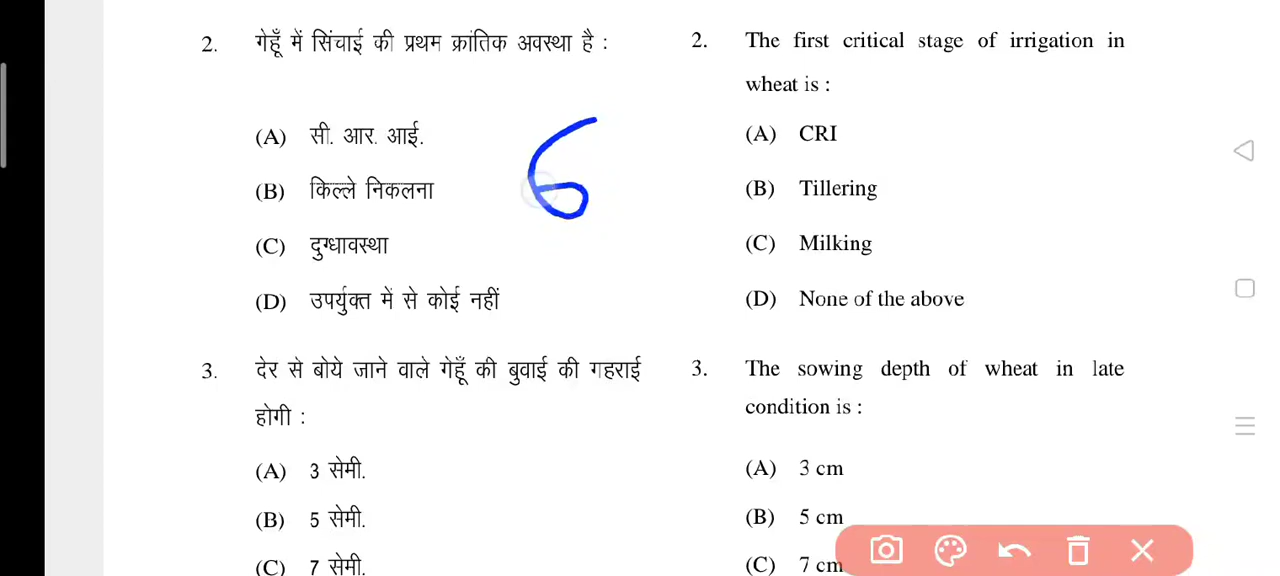 2. गेहूँ में सिंचाई की प्रथम क्रांतिक अवस्था है :
(A) सी. आर. आई.
(B) किल्ले निकलना
(C) दुग्धावस्था
(D) उपर्युक्त में से कोई नहीं
6
3. देर से बोये जाने वाले गेहूँ की बुवाई की गहराई
होगी :
(A) 3 सेमी.
(B) 5 सेमी.
(C) 7 सेमी.
2. The first critical stage of irrigation in
wheat is :
(A) CRI
(B) Tillering
(C) Milking
(D) None of the above
3. The sowing depth of wheat in late
condition is :
(A) 3 cm
(B) 5 cm
(C) 7 cm